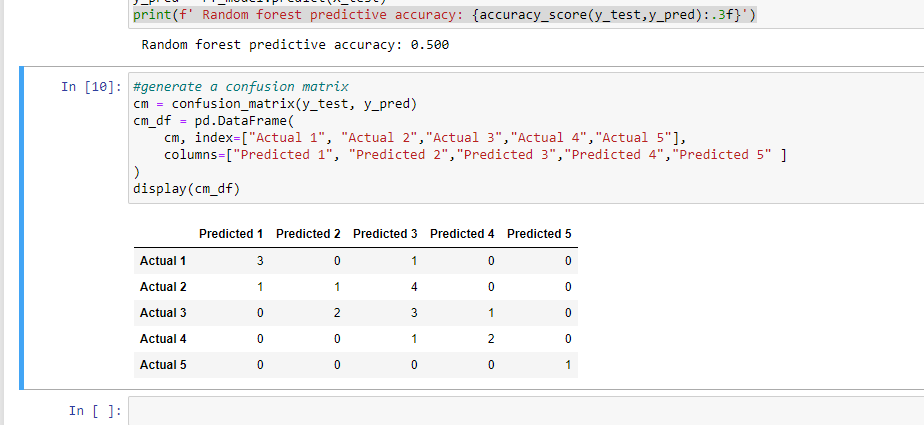 print(f' Random forest predictive accuracy: {accuracy_score(y_test,y_pred):.3f}')
Random forest predictive accuracy: 0.500
In [10]: #generate a confusion matrix
cm = confusion_matrix(y_test, y_pred)
cm_df = pd.DataFrame(
cm, index=["Actual 1", "Actual 2","Actual 3","Actual 4","Actual 5"],
columns=["Predicted 1", "Predicted 2","Predicted 3","Predicted 4","Predicted 5" ]
)
display(cm_df)
Predicted 1 Predicted 2 Predicted 3 Predicted 4 Predicted 5
Actual 1 3 0 1 0 0
Actual 2 1 1 4 0 0
Actual 3 0 2 3 1 0
Actual 4 0 0 1 2 0
Actual 5 0 0 0 0 1
In [ ]: